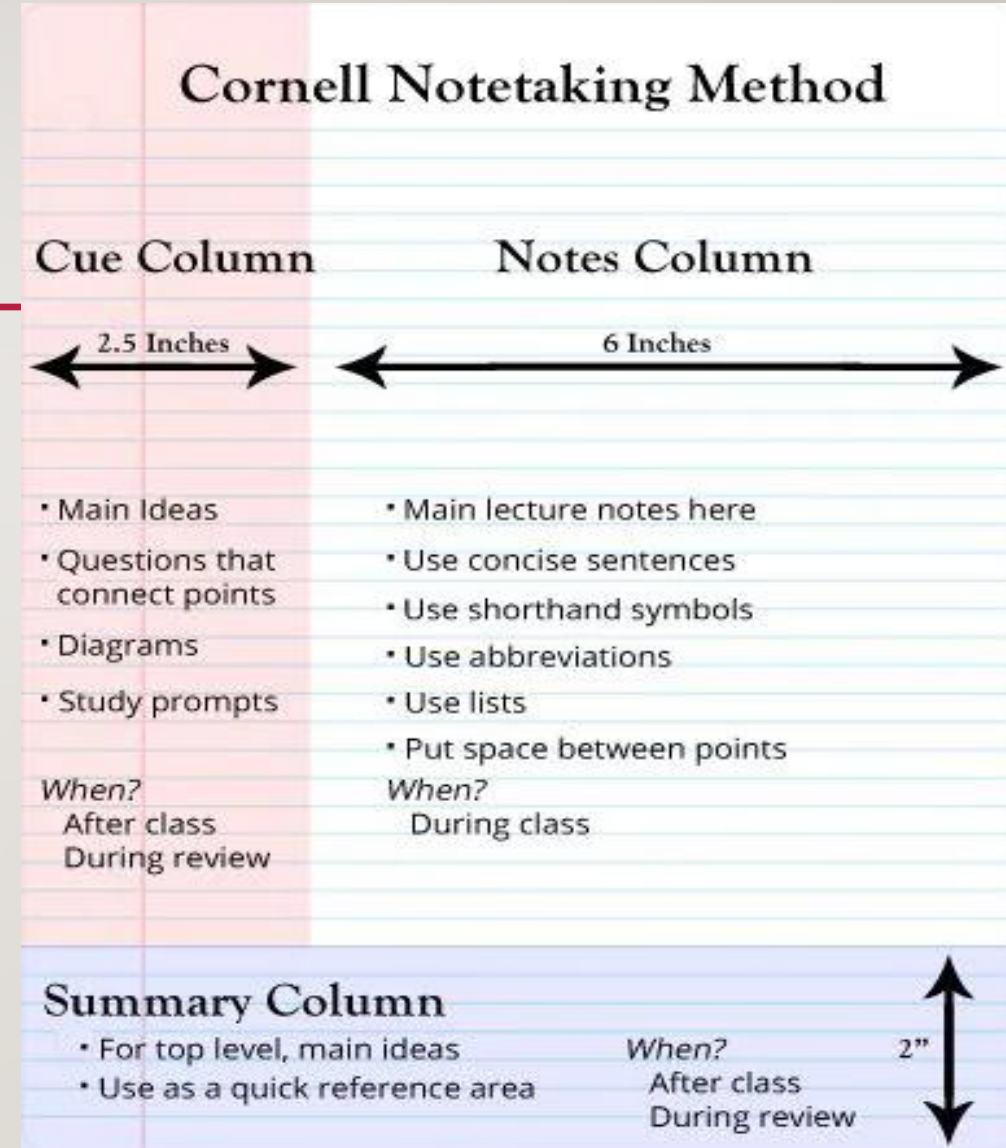 Cornell Notetaking Method
Cue Column
2.5 Inches
• Main Ideas
• Questions that
connect points
• Diagrams
• Study prompts
When?
After class
During review
Notes Column
6 Inches
• Main lecture notes here
• Use concise sentences
• Use shorthand symbols
• Use abbreviations
• Use lists
• Put space between points
When?
During class
Summary Column
• For top level, main ideas
• Use as a quick reference area
When?
After class
During review
2”